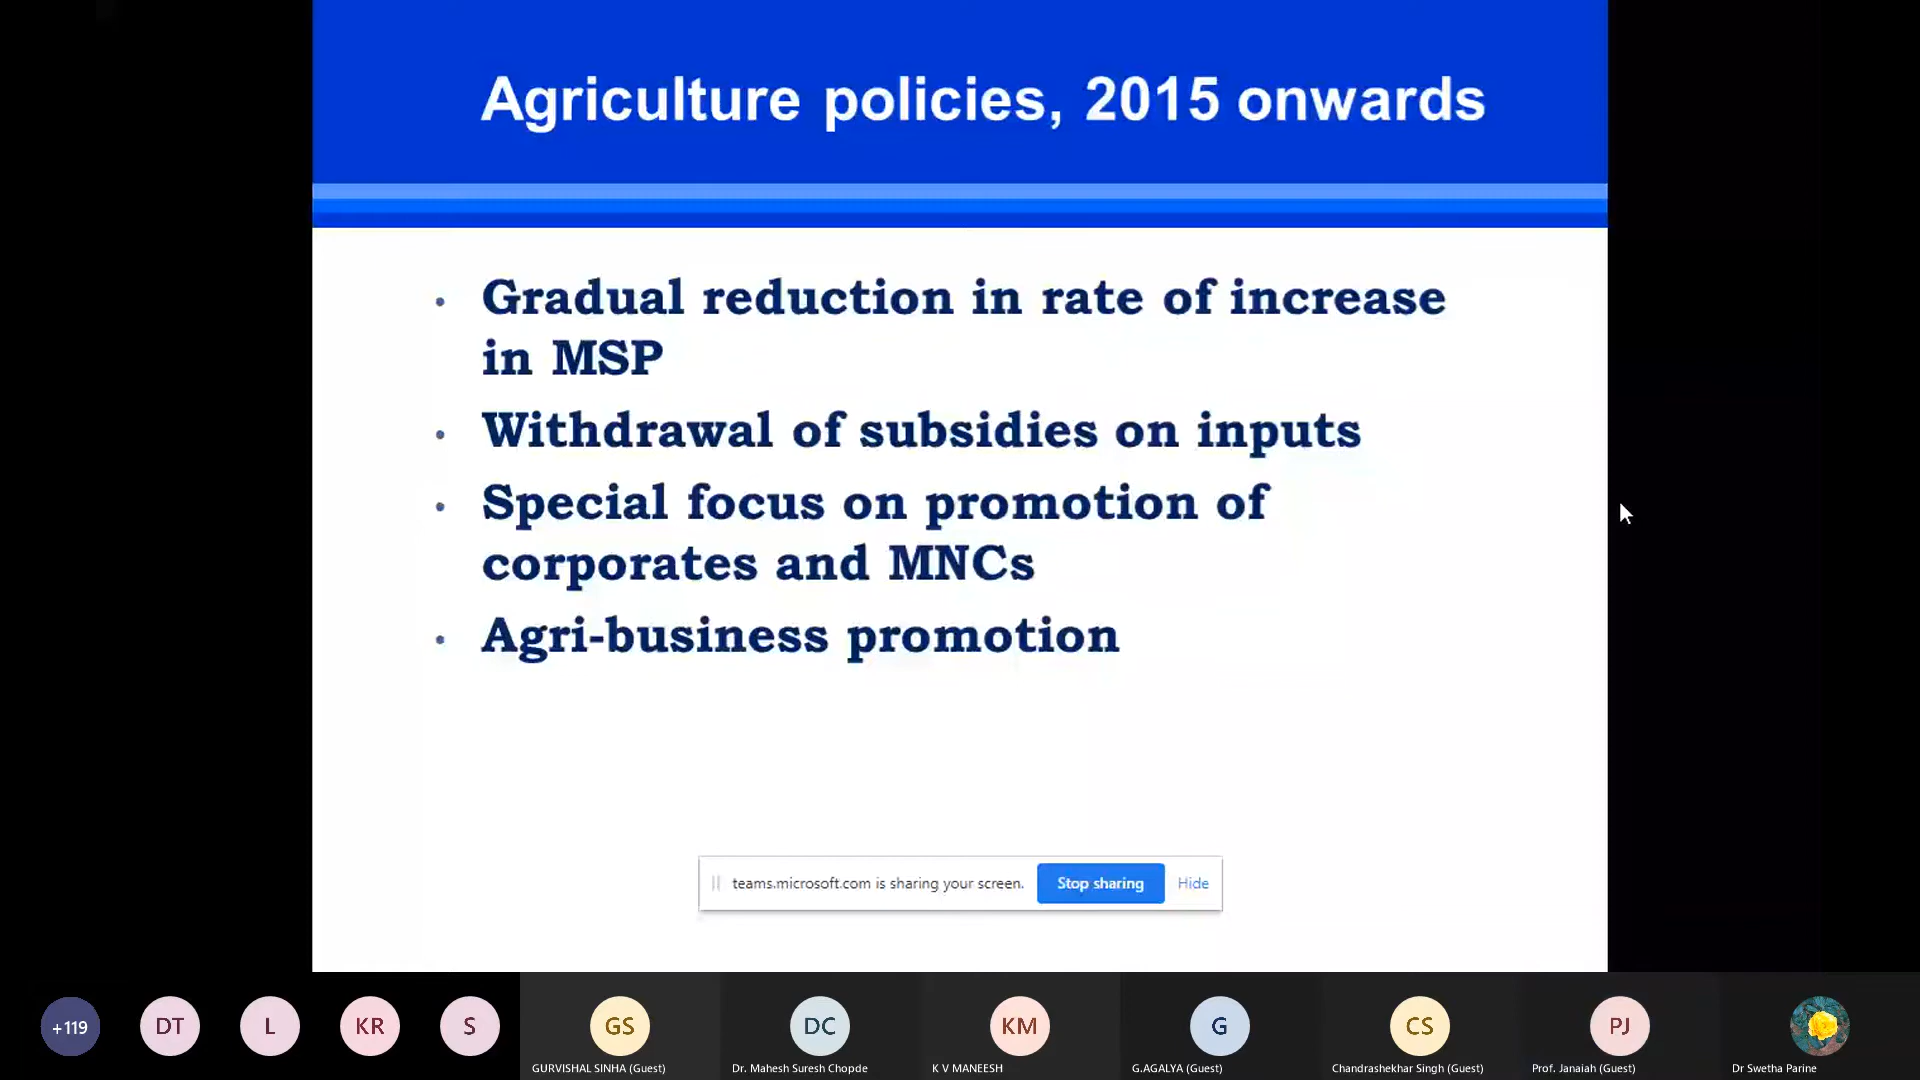 Agriculture policies, 2015 onwards
• Gradual reduction in rate of increase
in MSP
• Withdrawal of subsidies on inputs
• Special focus on promotion of
corporates and MNCs
• Agri-business promotion
teams.microsoft.com is sharing your screen. Stop sharing Hide
+119 DT L KR S GS DC KM G CS PJ
GURVISHAL SINHA (Guest) Dr. Mahesh Suresh Chopde K V MANEESH G.AGALYA (Guest) Chandrashekhar Singh (Guest) Prof. Janaiah (Guest) Dr Swetha Parine